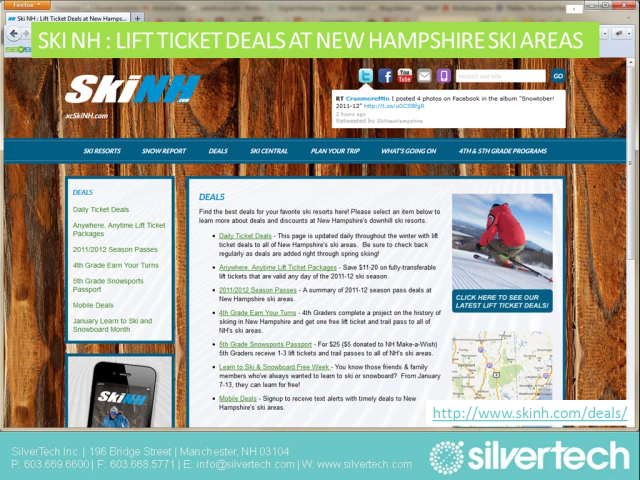 Firefox
Ski NH : Lift Ticket Deals at New Hamps...
SKI NH : LIFT TICKET DEALS AT NEW HAMPSHIRE SKI AREAS
SkiNH.com
xcSkiNH.com
You Tube
search our site
GO
RT CranmoreMtn I posted 4 photos on Facebook in the album "Snowtober!
2011-12" http://t.co/u0CSBfgR
2 hours ago
Retweeted by SkiNewHampshire
SKI RESORTS SNOW REPORT DEALS SKI CENTRAL PLAN YOUR TRIP WHAT'S GOING ON 4TH & 5TH GRADE PROGRAMS
DEALS
Daily Ticket Deals
Anywhere, Anytime Lift Ticket
Packages
2011/2012 Season Passes
4th Grade Earn Your Turns
5th Grade Snowsports
Passport
Mobile Deals
January Learn to Ski and
Snowboard Month
SkiNH
DEALS
Find the best deals for your favorite ski resorts here! Please select an item below to
learn more about deals and discounts at New Hampshire's downhill ski resorts.
Daily Ticket Deals - This page is updated daily throughout the winter with lift
ticket deals to all of New Hampshire's ski areas. Be sure to check back
regularly as deals are added right through spring skiing!
Anywhere, Anytime Lift Ticket Packages - Save $11-20 on fully-transferable
lift tickets that are valid any day of the 2011-12 ski season.
2011/2012 Season Passes - A summary of 2011-12 season pass deals at
New Hampshire ski areas.
4th Grade Earn Your Turns - 4th Graders complete a project on the history of
skiing in New Hampshire and get one free lift ticket and trail pass to all of
NH's ski areas.
5th Grade Snowsports Passport - For $25 ($5 donated to NH Make-a-Wish)
5th Graders receive 1-3 lift tickets and trail passes to all of NH's ski areas.
Learn to Ski & Snowboard Free Week - You know those friends & family
members who've always wanted to learn to ski or snowboard? From January
7-13, they can learn for free!
Mobile Deals - Signup to receive text alerts with timely deals to New
Hampshire's ski areas.
CLICK HERE TO SEE OUR
LATEST LIFT TICKET DEALS!
http://www.skinh.com/deals/
SilverTech Inc. | 196 Bridge Street | Manchester, NH 03104
P: 603.669.6600 | F: 603.668.5771 | E: info@silvertech.com | W: www.silvertech.com
silvertech